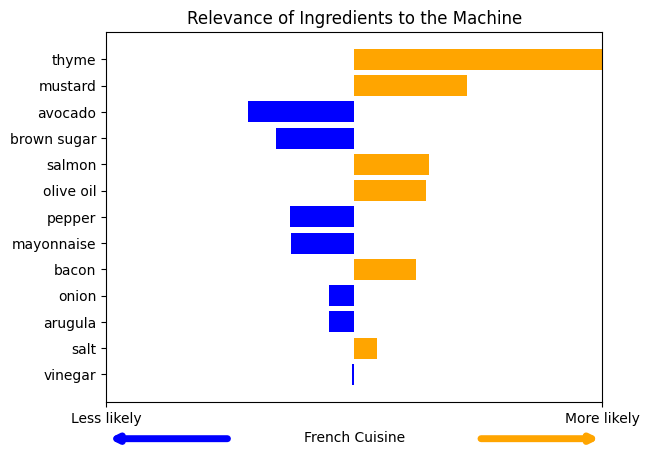 Relevance of Ingredients to the Machine
thyme
mustard
avocado
brown sugar
salmon
olive oil
pepper
mayonnaise
bacon
onion
arugula
salt
vinegar
Less likely
More likely
French Cuisine